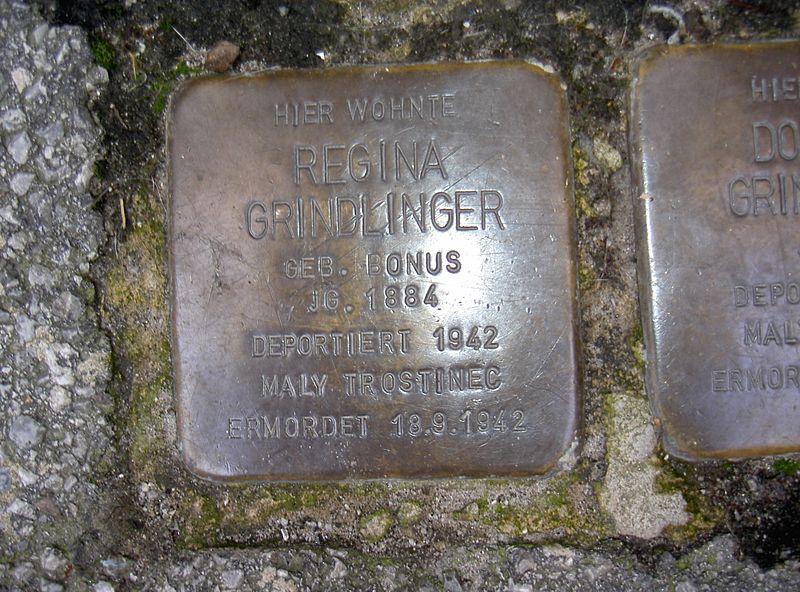 HIER WOHNTE
REGINA
GRINDLINGER
GEB. BONUS
JG. 1884
DEPORTIERT 1942
MALY TROSTINEC
ERMORDET 18.9.1942
HIE
DO
GRIN
DEPO
MALY
ERMOR